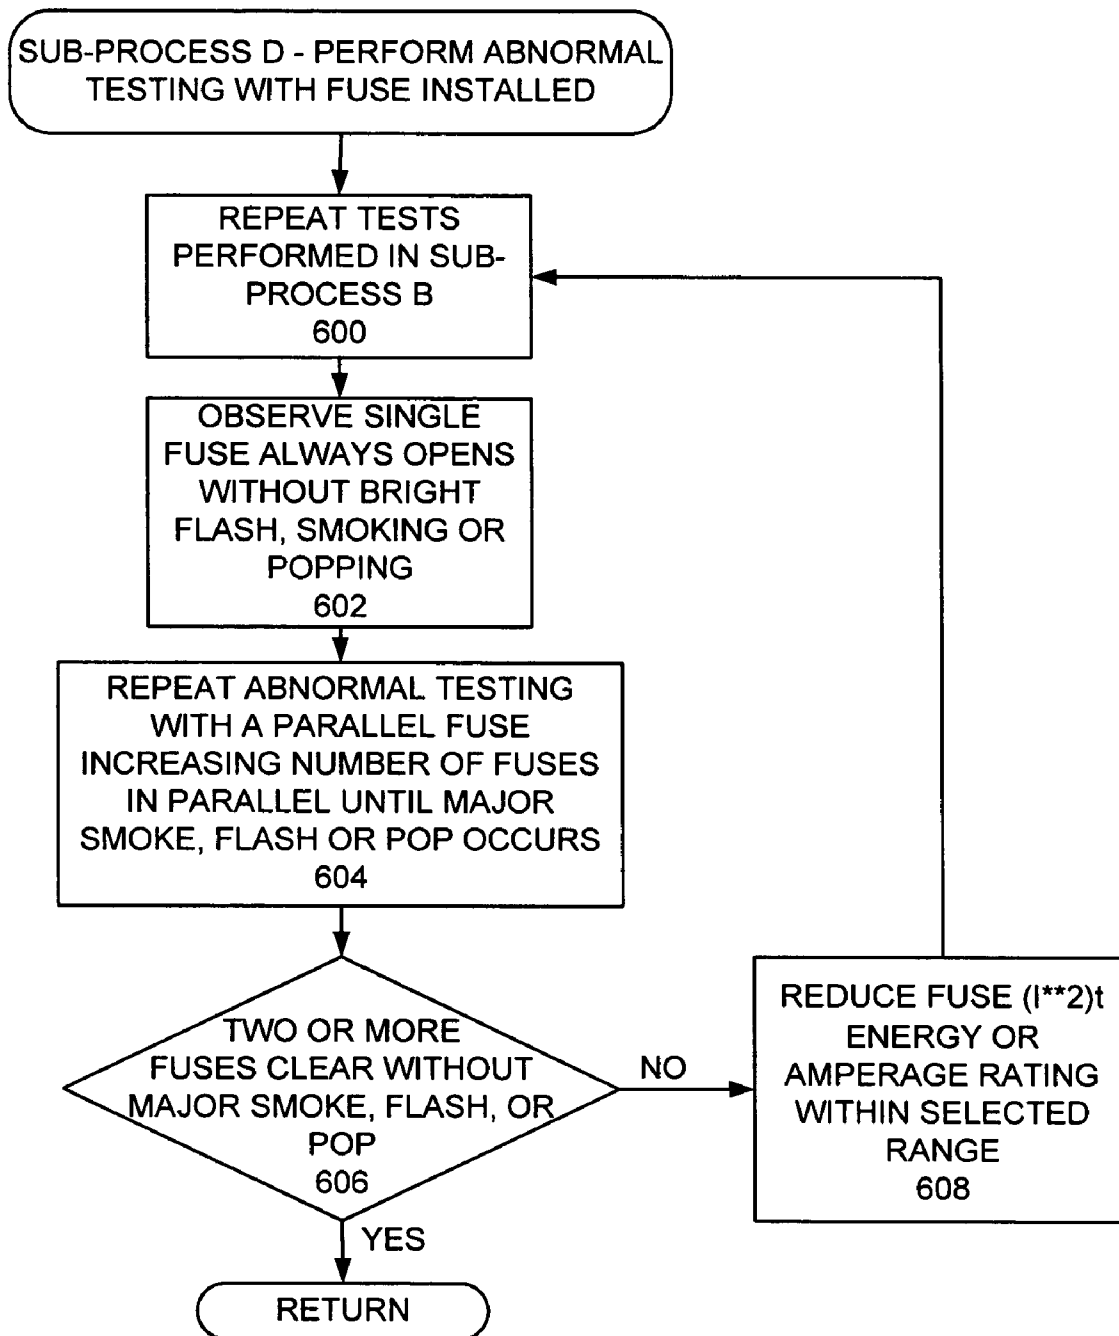 SUB-PROCESS D - PERFORM ABNORMAL
TESTING WITH FUSE INSTALLED
REPEAT TESTS
PERFORMED IN SUB-
PROCESS B
600
OBSERVE SINGLE
FUSE ALWAYS OPENS
WITHOUT BRIGHT
FLASH, SMOKING OR
POPPING
602
REPEAT ABNORMAL TESTING
WITH A PARALLEL FUSE
INCREASING NUMBER OF FUSES
IN PARALLEL UNTIL MAJOR
SMOKE, FLASH OR POP OCCURS
604
TWO OR MORE
FUSES CLEAR WITHOUT
MAJOR SMOKE, FLASH, OR
POP
606
NO
REDUCE FUSE (I**2)t
ENERGY OR
AMPERAGE RATING
WITHIN SELECTED
RANGE
608
YES
RETURN